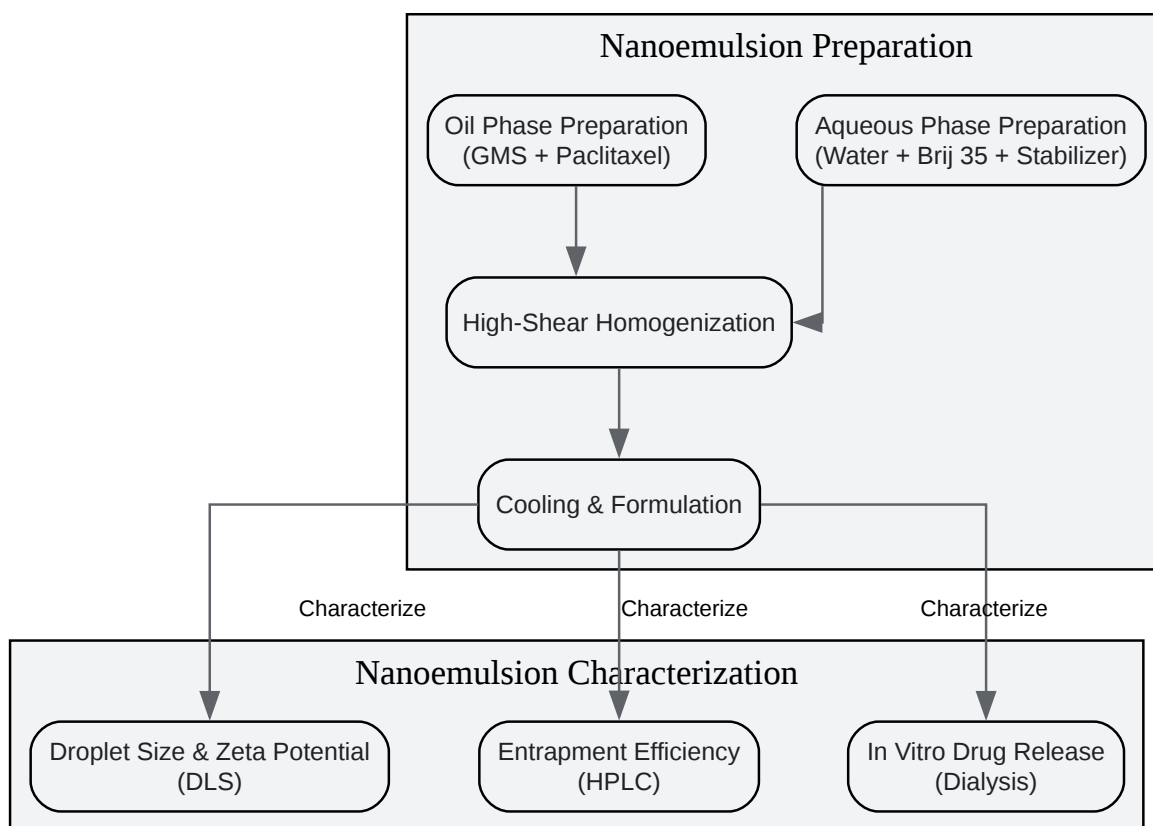 Nanoemulsion Preparation
Oil Phase Preparation
(GMS + Paclitaxel)
Aqueous Phase Preparation
(Water + Brij 35 + Stabilizer)
High-Shear Homogenization
Cooling & Formulation
Characterize
Characterize
Characterize
Nanoemulsion Characterization
Droplet Size & Zeta Potential
(DLS)
Entrapment Efficiency
(HPLC)
In Vitro Drug Release
(Dialysis)